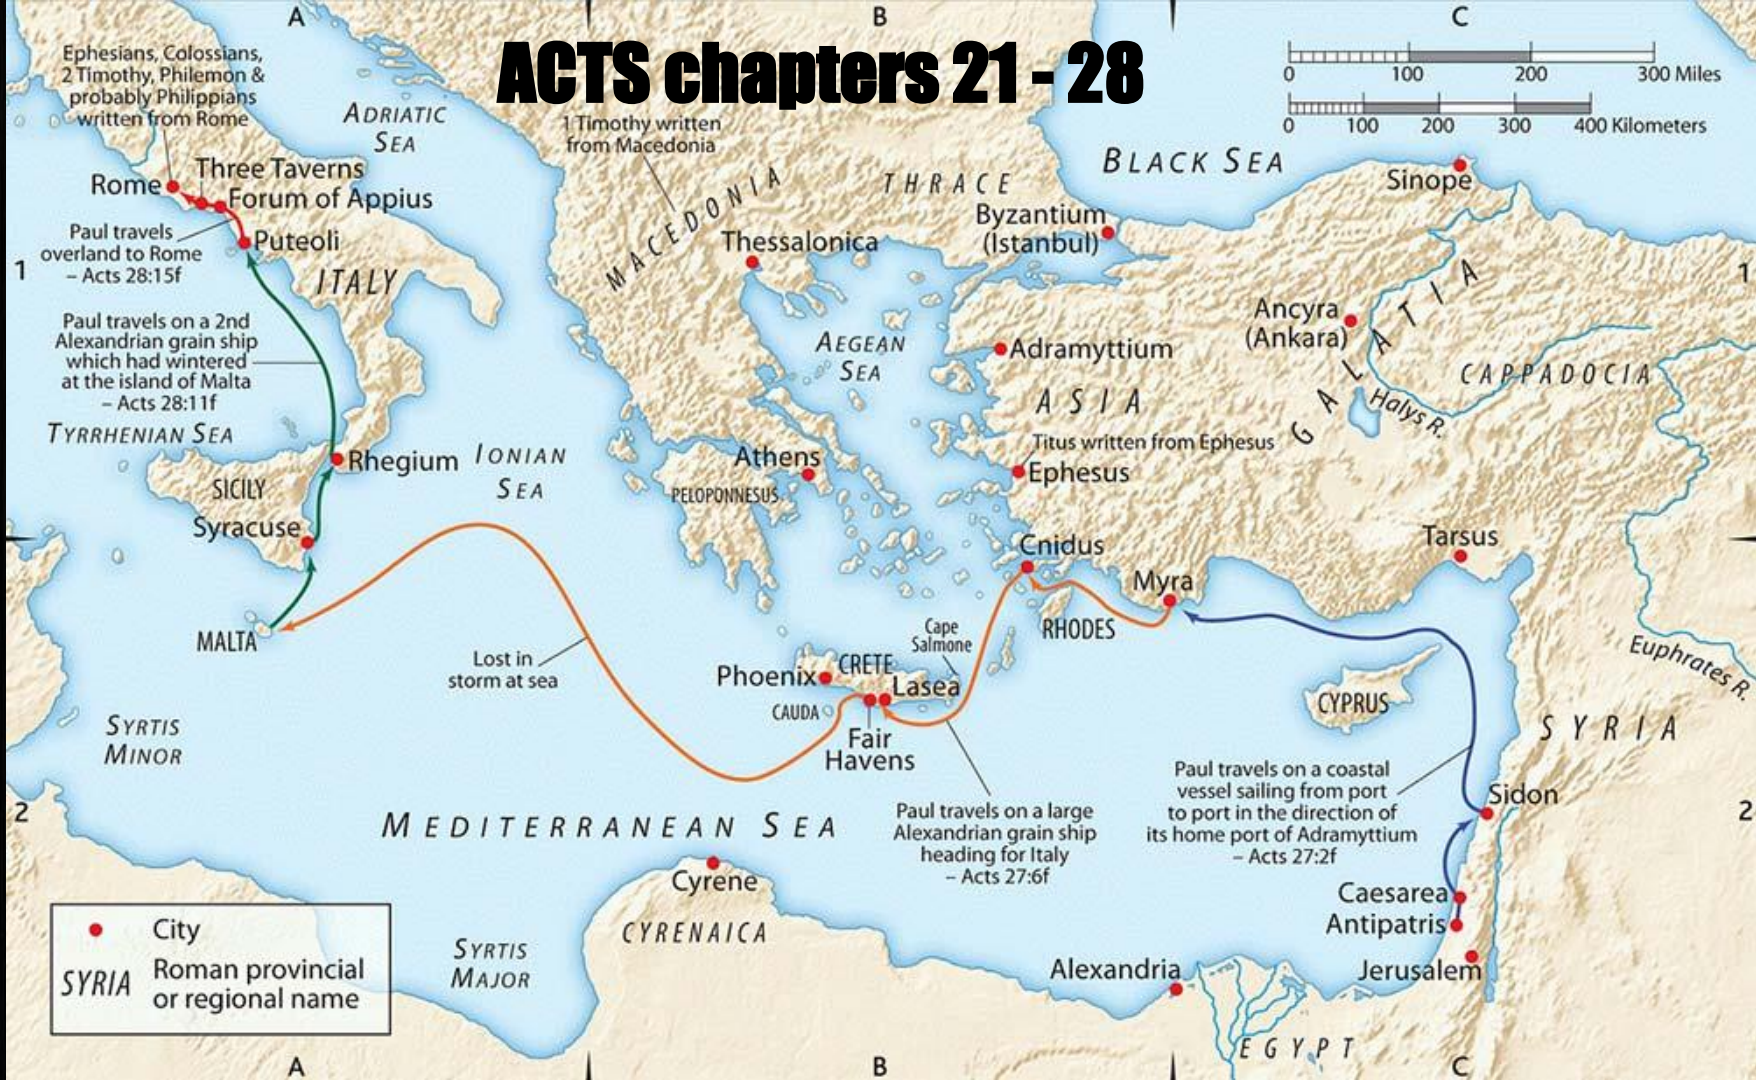 A
B
C
ACTS chapters 21 - 28
0 100 200 300 Miles
0 100 200 300 400 Kilometers
Ephesians, Colossians,
2 Timothy, Philemon &
probably Philippians
written from Rome
ADRIATIC
SEA
1 Timothy written
from Macedonia
BLACK SEA
Sinope
THRACE
MACEDONIA
Byzantium
(Istanbul)
Thessalonica
Three Taverns
Rome
Forum of Appius
Puteoli
Paul travels
overland to Rome
– Acts 28:15f
ITALY
1
1
Paul travels on a 2nd
Alexandrian grain ship
which had wintered
at the island of Malta
– Acts 28:11f
TYRRHENIAN SEA
AEGEAN
SEA
Adramyttium
ASIA
Ancyra
(Ankara)
GALATIA
CAPPADOCIA
Halys R.
Titus written from Ephesus
Ephesus
Athens
PELOPONNESUS
IONIAN
SEA
Rhegium
SICILY
Syracuse
MALTA
Cnidus
Myra
Tarsus
RHODES
Cape
Salmone
Euphrates R.
Lost in
storm at sea
Phoenix
CRETE
Lasea
CAUDA
Fair
Havens
CYPRUS
SYRIA
SYRTIS
MINOR
Paul travels on a coastal
vessel sailing from port
to port in the direction of
its home port of Adramyttium
– Acts 27:2f
Sidon
2
2
MEDITERRANEAN SEA
Paul travels on a large
Alexandrian grain ship
heading for Italy
– Acts 27:6f
Cyrene
CYRENAICA
Caesarea
Antipatris
Jerusalem
Alexandria
EGYPT
SYRTIS
MAJOR
City
SYRIA
Roman provincial
or regional name
A
B
C